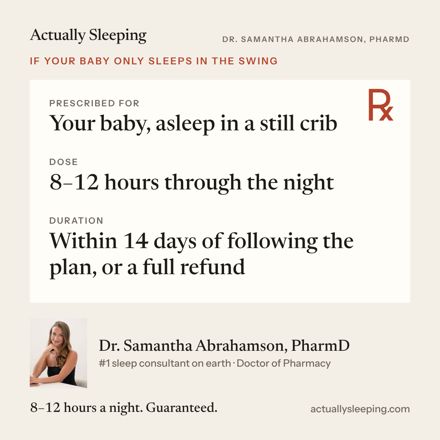 Actually Sleeping
DR. SAMANTHA ABRAHAMSON, PHARMD
IF YOUR BABY ONLY SLEEPS IN THE SWING
Rx
PRESCRIBED FOR
Your baby, asleep in a still crib
DOSE
8–12 hours through the night
DURATION
Within 14 days of following the
plan, or a full refund
Dr. Samantha Abrahamson, PharmD
#1 sleep consultant on earth · Doctor of Pharmacy
8–12 hours a night. Guaranteed.
actuallysleeping.com